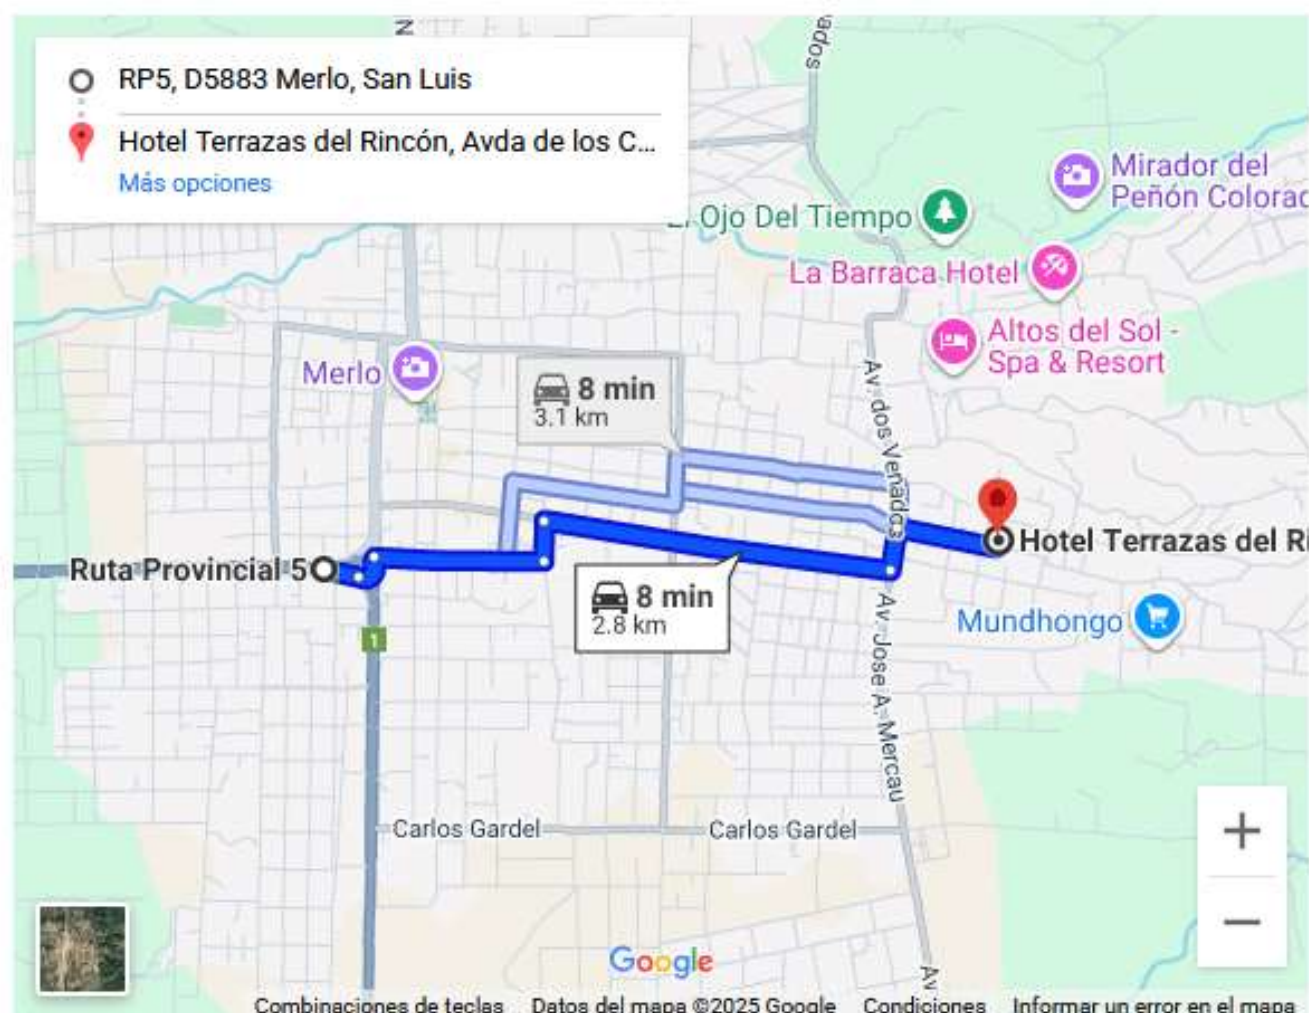 N
ados
RP5, D5883 Merlo, San Luis
Hotel Terrazas del Rincón, Avda de los C...
Más opciones
Mirador del
Peñón Colorad
Ojo Del Tiempo
La Barraca Hotel
Altos del Sol -
Spa & Resort
Merlo
8 min
3.1 km
Av. dos Venados
Ruta Provincial 5
Hotel Terrazas del Ri
8 min
2.8 km
Mundhongo
1
Av. Jose A. Mercau
Carlos Gardel
Carlos Gardel
+
−
Google
Av
Combinaciones de teclas
Datos del mapa ©2025 Google
Condiciones
Informar un error en el mapa